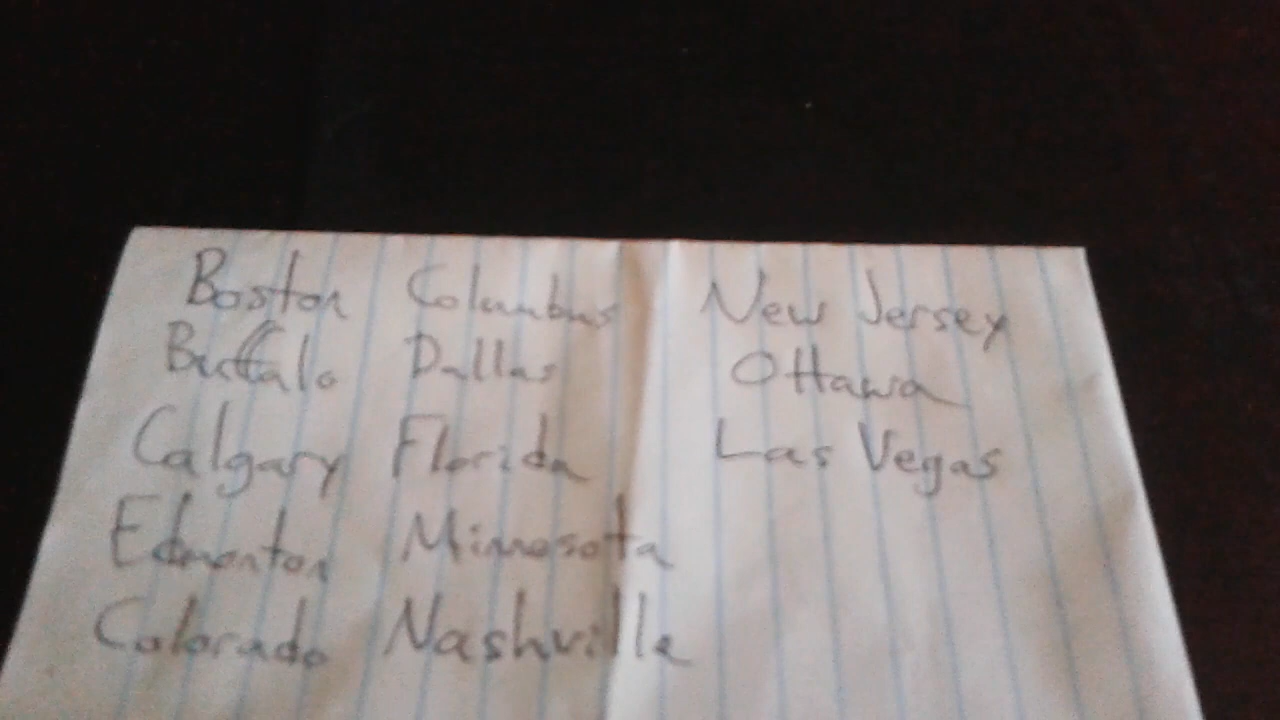 Boston Columbus New Jersey
Buffalo Dallas Ottawa
Calgary Florida Las Vegas
Edmonton Minnesota
Colorado Nashville